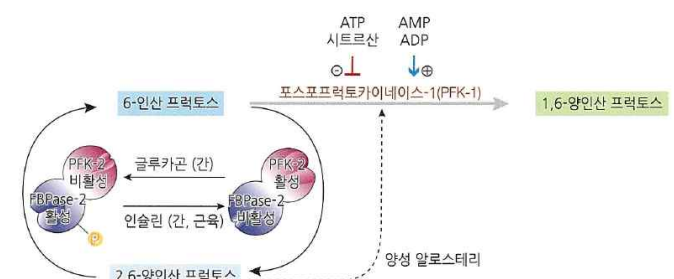 ATP AMP
시트르산 ADP
⊖ ⊕
포스포프럭토카이네이스-1(PFK-1)
6-인산 프럭토스
1,6-양인산 프럭토스
PFK-2
비활성
FBPase-2
활성
P
글루카곤 (간)
인슐린 (간, 근육)
PFK-2
활성
FBPase-2
비활성
양성 알로스테리
2,6-양인산 프럭토스